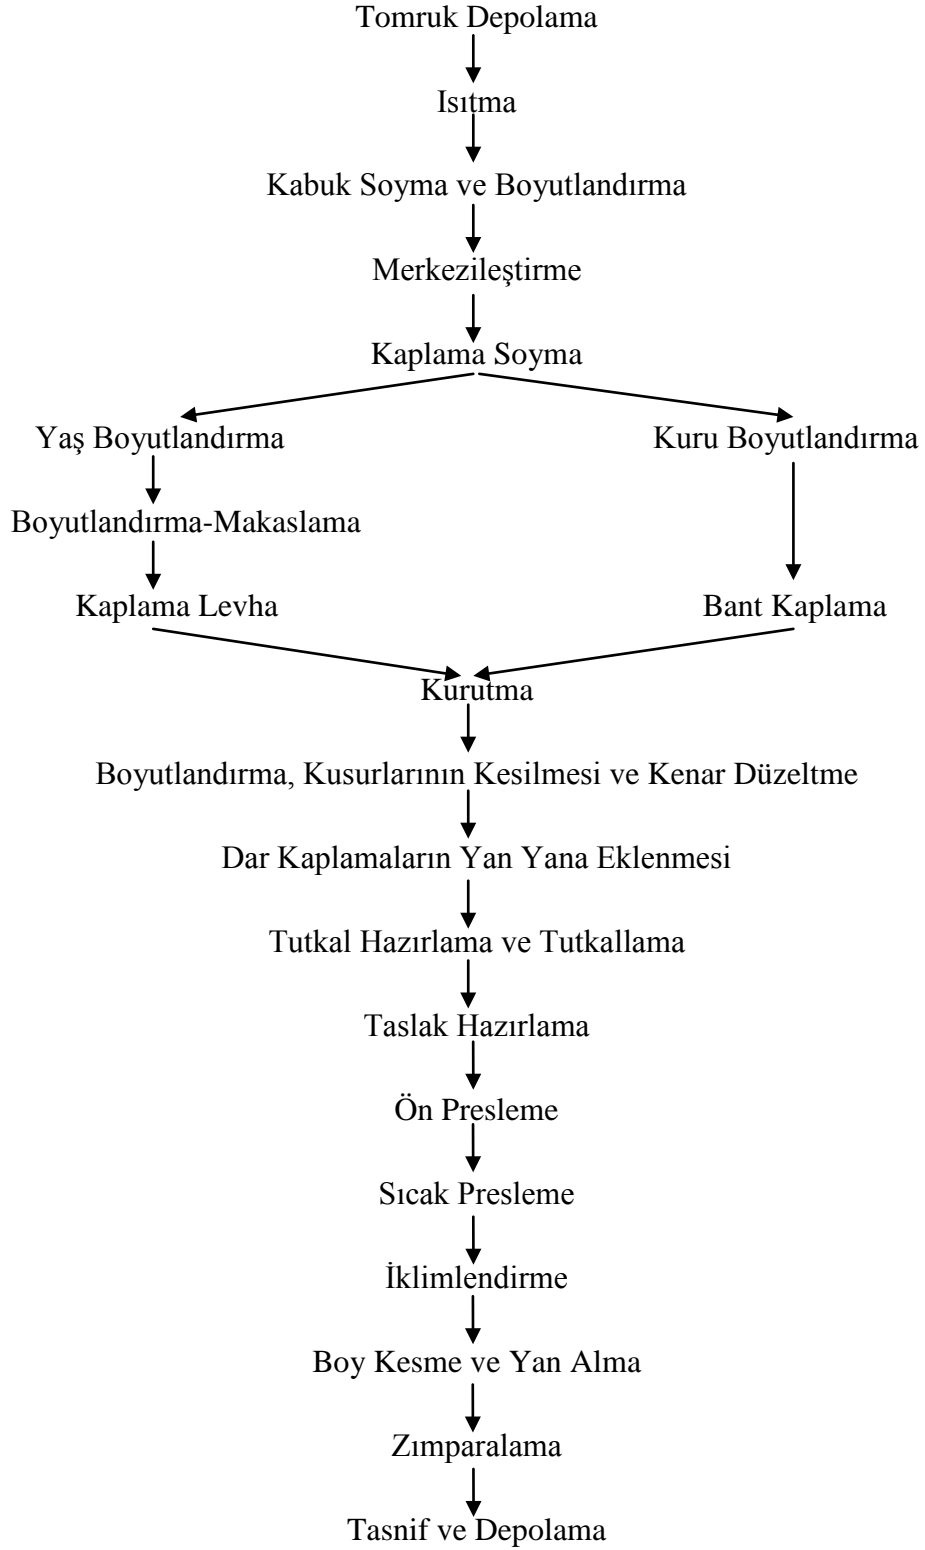 Tomruk Depolama
Isıtma
Kabuk Soyma ve Boyutlandırma
Merkezileştirme
Kaplama Soyma
Yaş Boyutlandırma
Kuru Boyutlandırma
Boyutlandırma-Makaslama
Kaplama Levha
Bant Kaplama
Kurutma
Boyutlandırma, Kusurlarının Kesilmesi ve Kenar Düzeltme
Dar Kaplamaların Yan Yana Eklenmesi
Tutkal Hazırlama ve Tutkallama
Taslak Hazırlama
Ön Presleme
Sıcak Presleme
İklimlendirme
Boy Kesme ve Yan Alma
Zımparalama
Tasnif ve Depolama